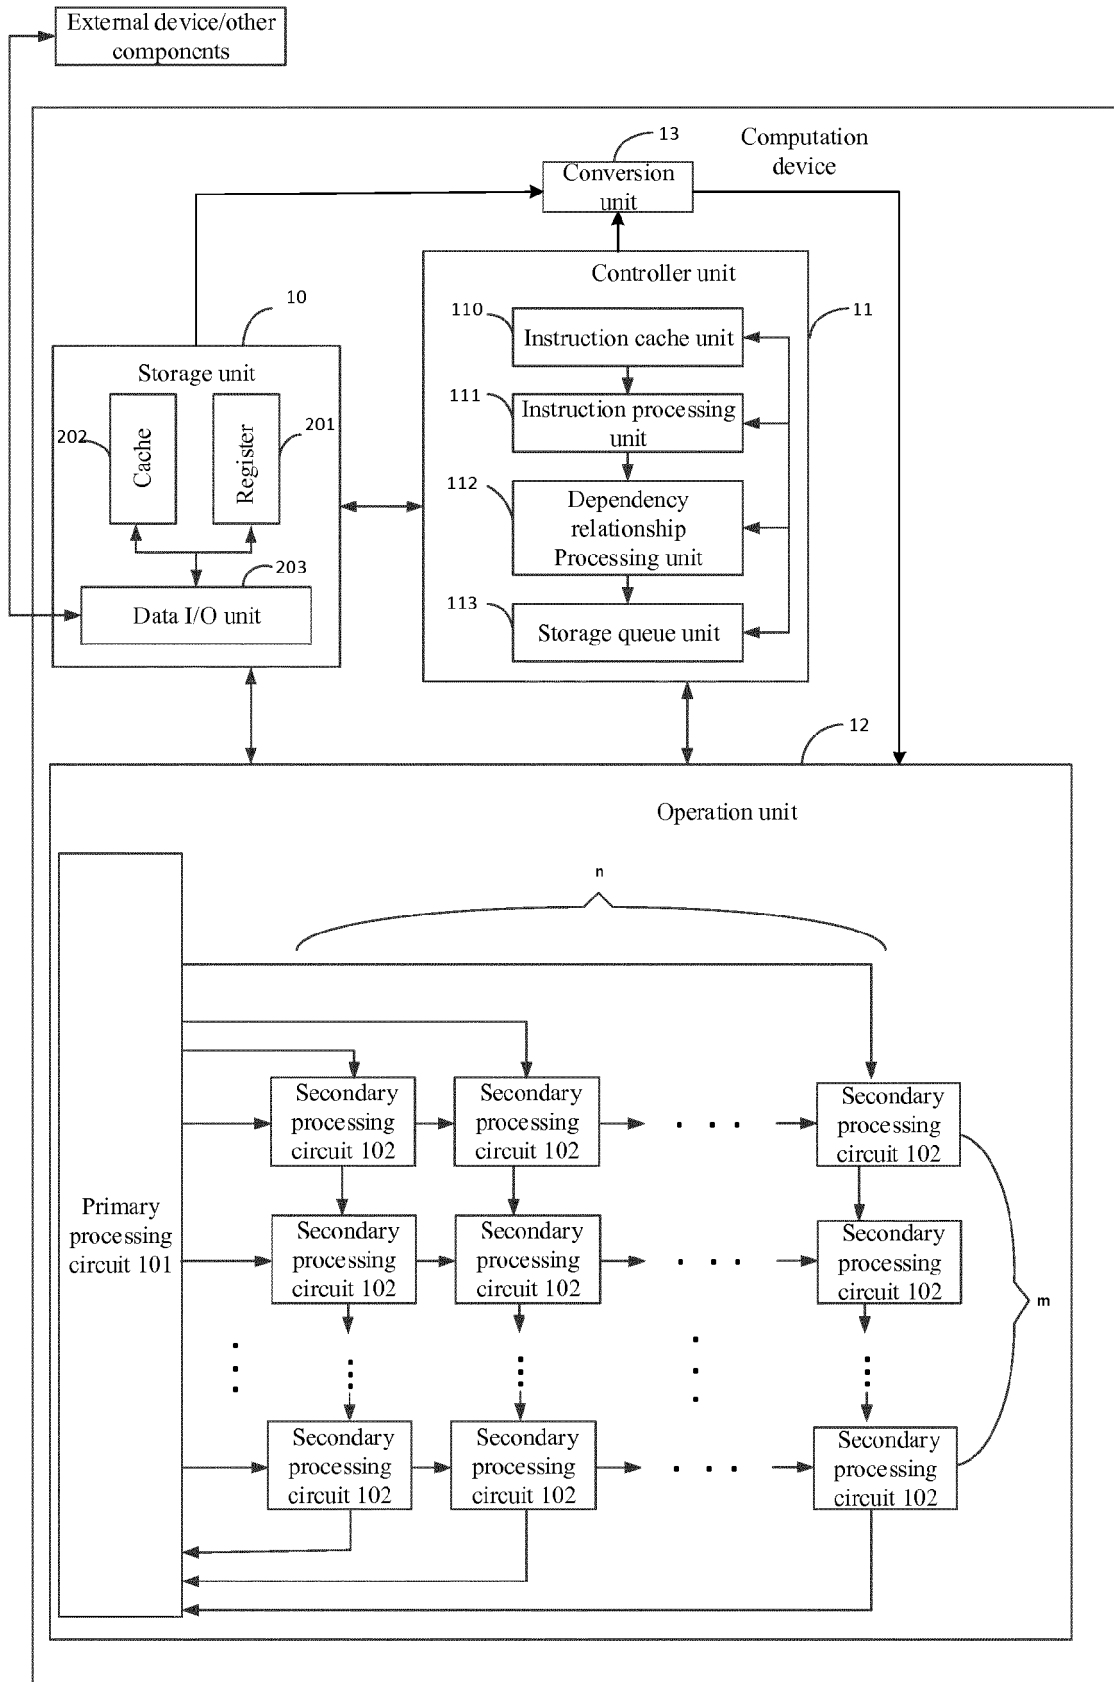 External device/other
components
13
Computation
device
Conversion
unit
Controller unit
10
110
11
Instruction cache unit
Storage unit
111
Instruction processing
unit
202
Cache
201
Register
112
Dependency
relationship
Processing unit
203
Data I/O unit
113
Storage queue unit
12
Operation unit
n
Secondary
processing
circuit 102
Secondary
processing
circuit 102
. . .
Secondary
processing
circuit 102
Primary
processing
circuit 101
Secondary
processing
circuit 102
Secondary
processing
circuit 102
. . .
Secondary
processing
circuit 102
m
Secondary
processing
circuit 102
Secondary
processing
circuit 102
. . .
Secondary
processing
circuit 102